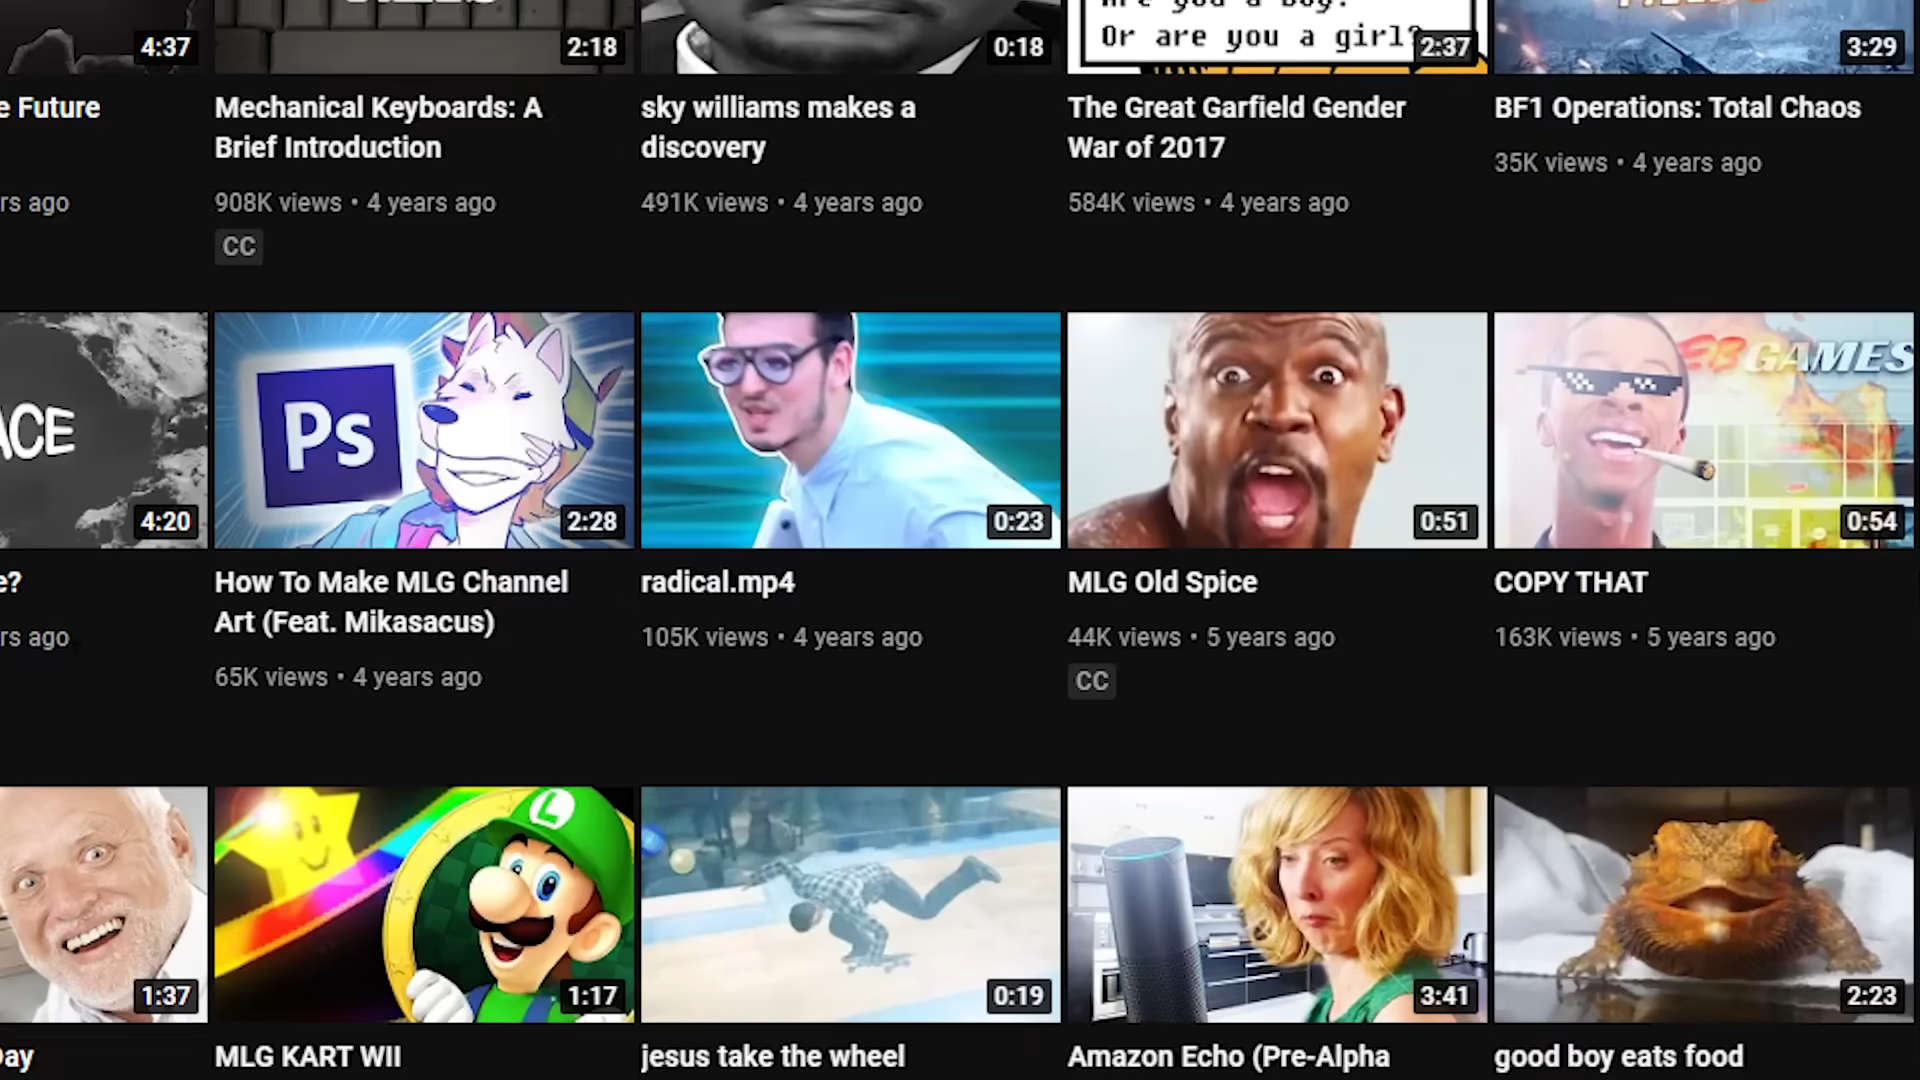 Are you a boy?
Or are you a girl?
4:37
2:18
0:18
2:37
3:29
e Future
Mechanical Keyboards: A
Brief Introduction
sky williams makes a
discovery
The Great Garfield Gender
War of 2017
BF1 Operations: Total Chaos
rs ago
908K views • 4 years ago
491K views • 4 years ago
584K views • 4 years ago
35K views • 4 years ago
CC
ACE
Ps
EB GAMES
4:20
2:28
0:23
0:51
0:54
e?
How To Make MLG Channel
Art (Feat. Mikasacus)
radical.mp4
MLG Old Spice
COPY THAT
rs ago
65K views • 4 years ago
105K views • 4 years ago
44K views • 5 years ago
163K views • 5 years ago
CC
L
1:37
1:17
0:19
3:41
2:23
Day
MLG KART WII
jesus take the wheel
Amazon Echo (Pre-Alpha
good boy eats food